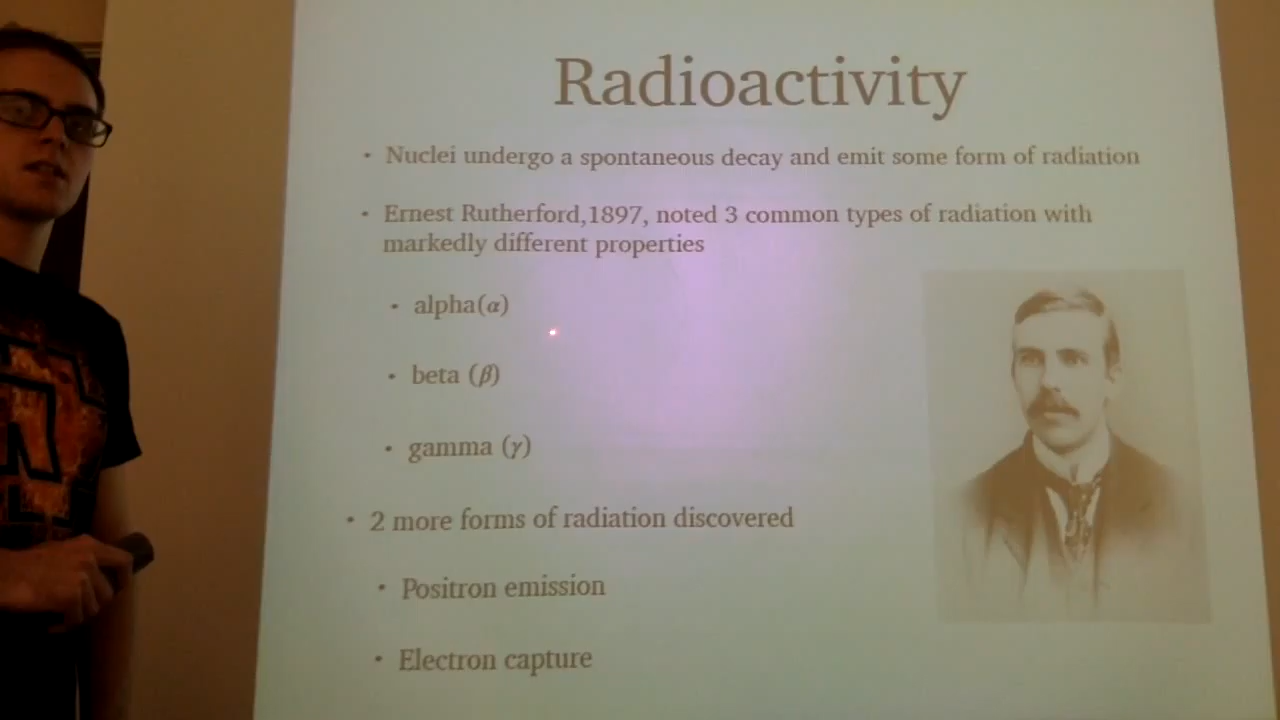 Radioactivity
• Nuclei undergo a spontaneous decay and emit some form of radiation
• Ernest Rutherford,1897, noted 3 common types of radiation with
markedly different properties
• alpha(α)
• beta (β)
• gamma (γ)
• 2 more forms of radiation discovered
• Positron emission
• Electron capture